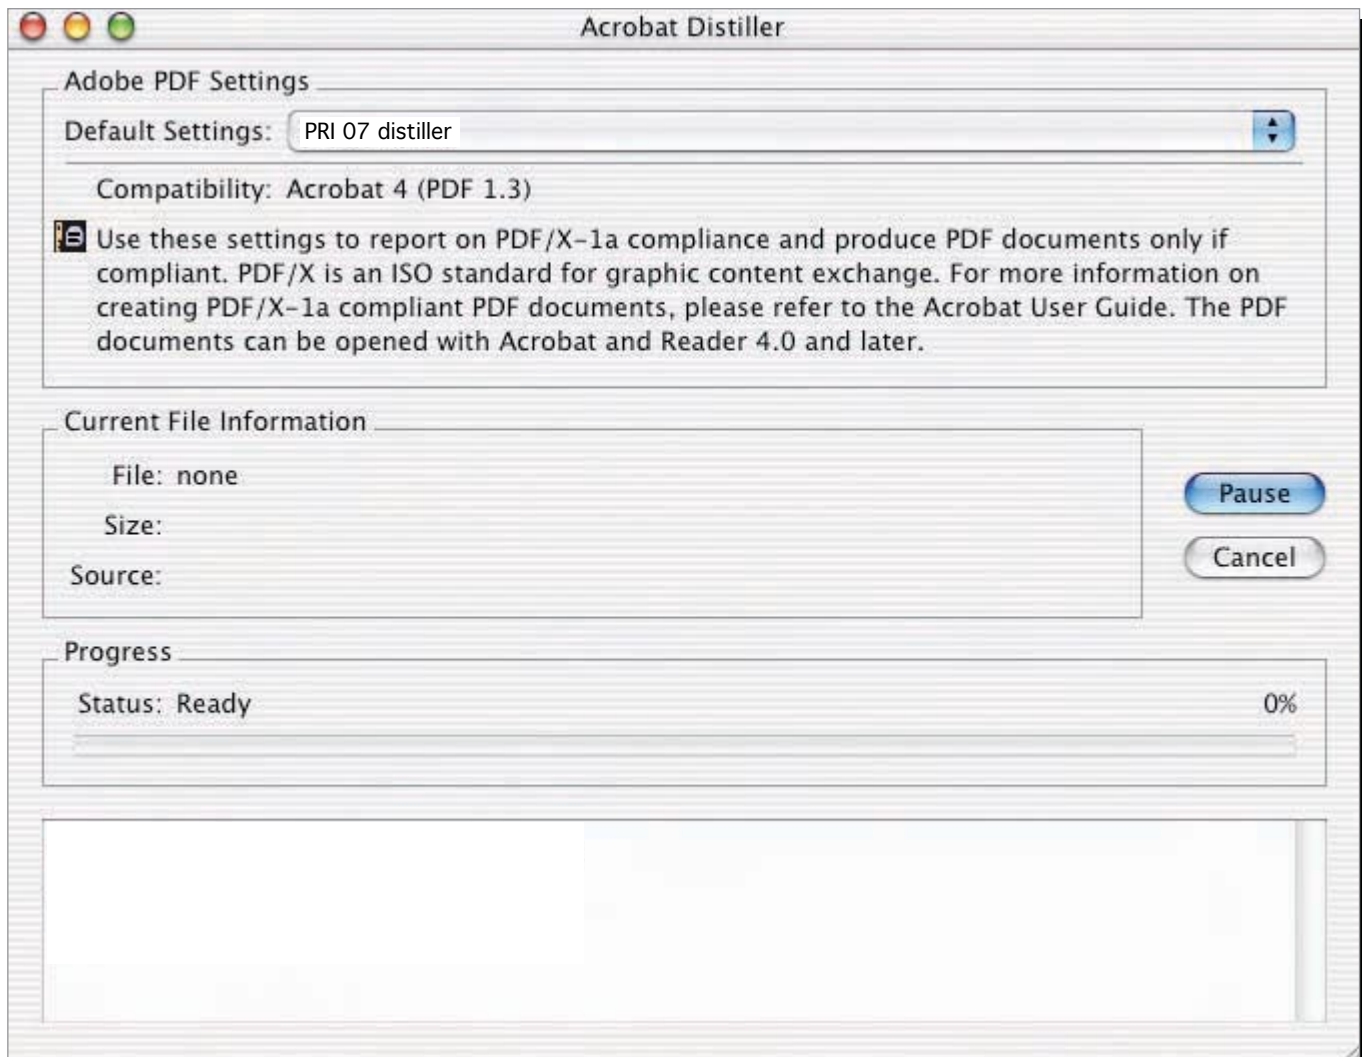 Acrobat Distiller
Adobe PDF Settings
Default Settings: PRI 07 distiller
Compatibility: Acrobat 4 (PDF 1.3)
Use these settings to report on PDF/X-1a compliance and produce PDF documents only if
compliant. PDF/X is an ISO standard for graphic content exchange. For more information on
creating PDF/X-1a compliant PDF documents, please refer to the Acrobat User Guide. The PDF
documents can be opened with Acrobat and Reader 4.0 and later.
Current File Information
File: none
Size:
Source:
Pause
Cancel
Progress
Status: Ready 0%